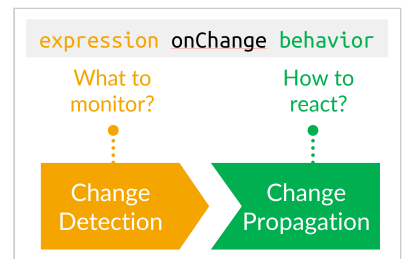 expression onChange behavior
What to How to
monitor? react?
Change Change
Detection Propagation